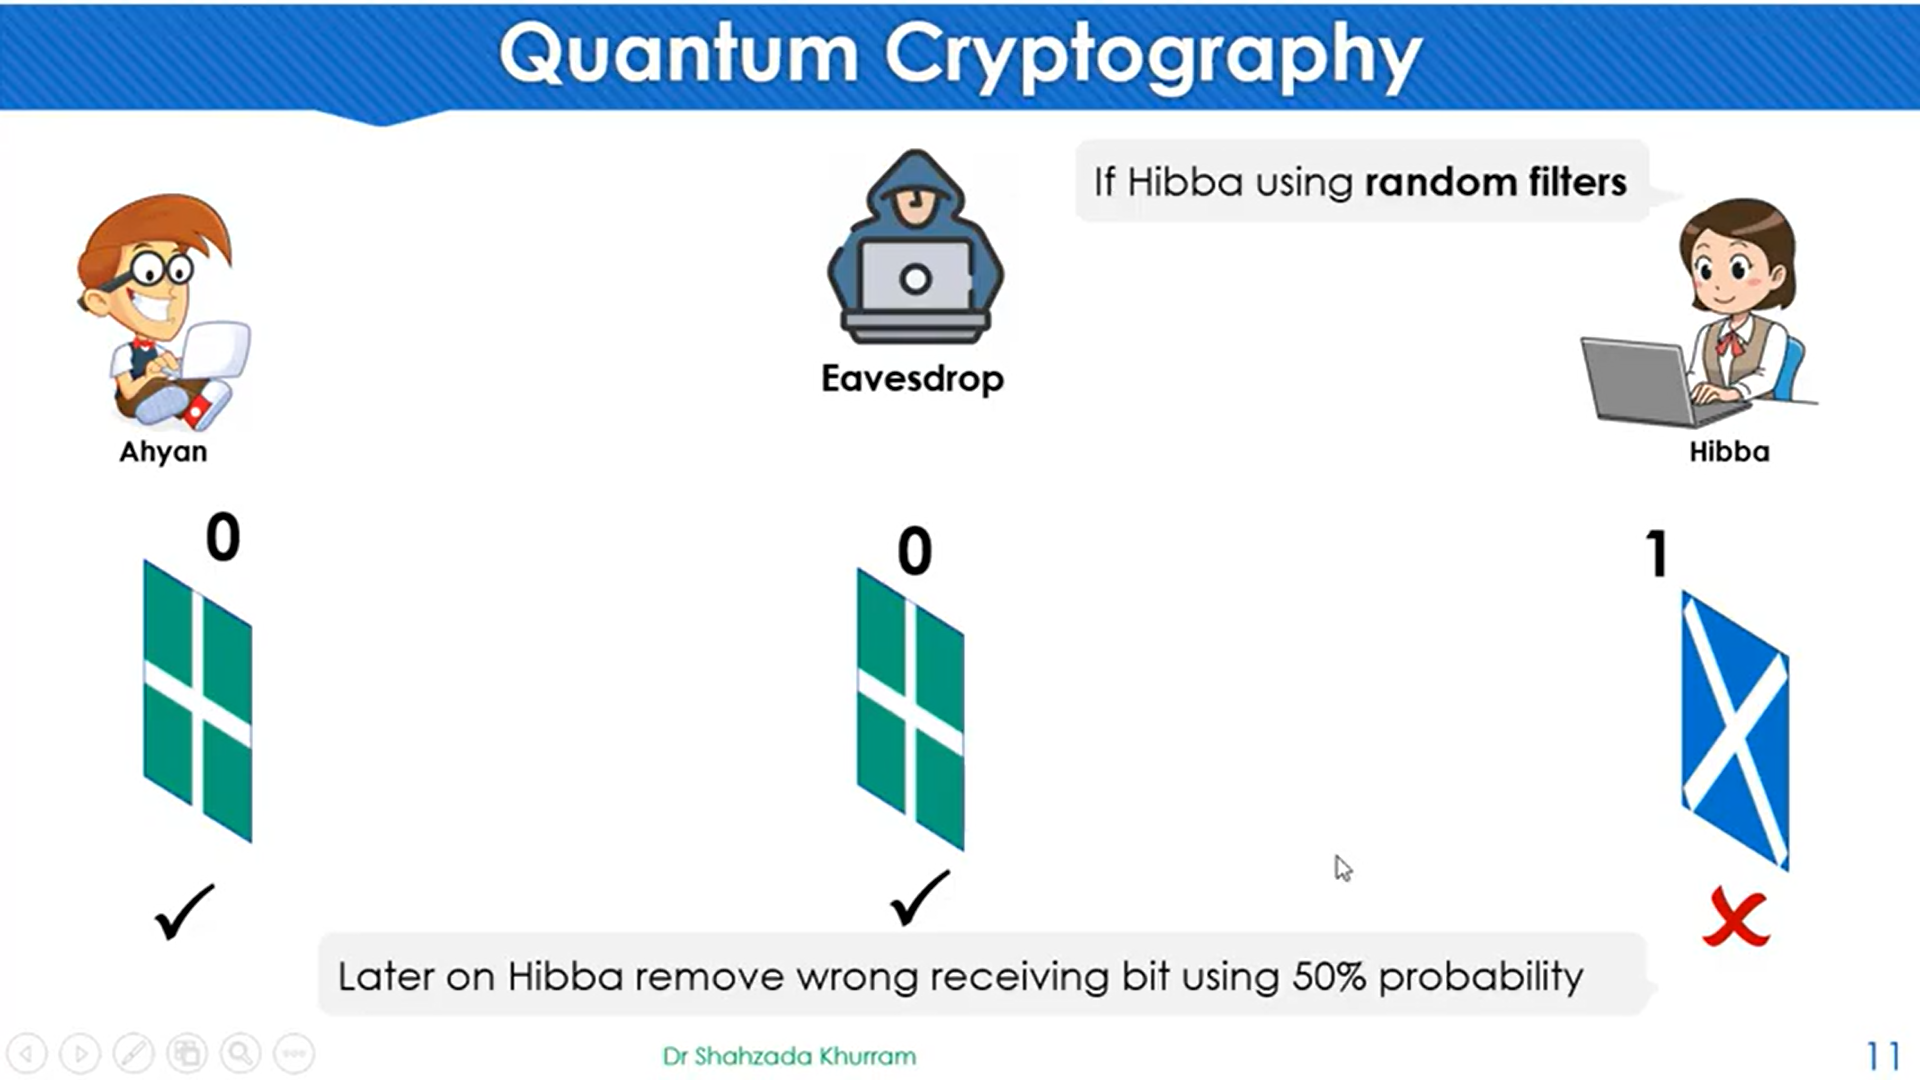 Quantum Cryptography
If Hibba using random filters
Eavesdrop
Ahyan
Hibba
0
0
1
Later on Hibba remove wrong receiving bit using 50% probability
Dr Shahzada Khurram
11